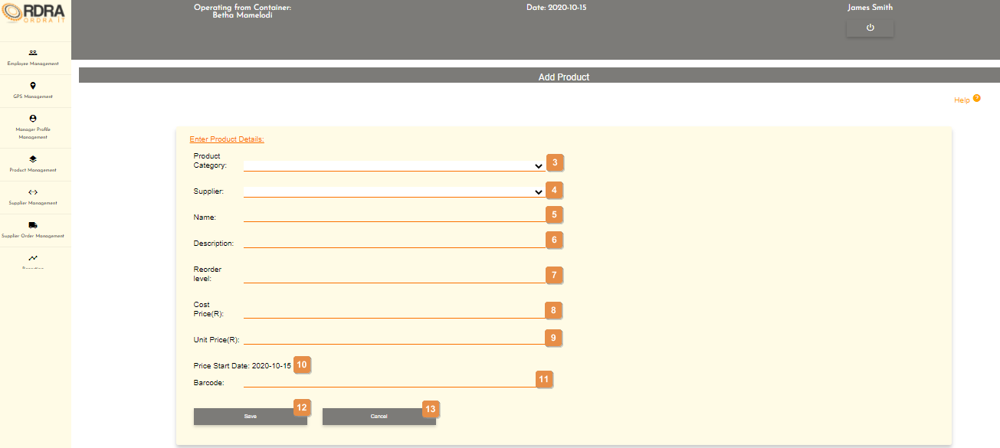 ORDRA
ORDRA IT
Operating from Container:
Betha Mamelodi
Date: 2020-10-15
James Smith
Employee Management
GPS Management
Manager Profile
Management
Product Management
Supplier Management
Supplier Order Management
Reporting
Add Product
Help ?
Enter Product Details:
Product
Category:
3
Supplier:
4
Name:
5
Description:
6
Reorder
level:
7
Cost
Price(R):
8
Unit Price(R):
9
Price Start Date: 2020-10-15
10
Barcode:
11
Save
12
Cancal
13